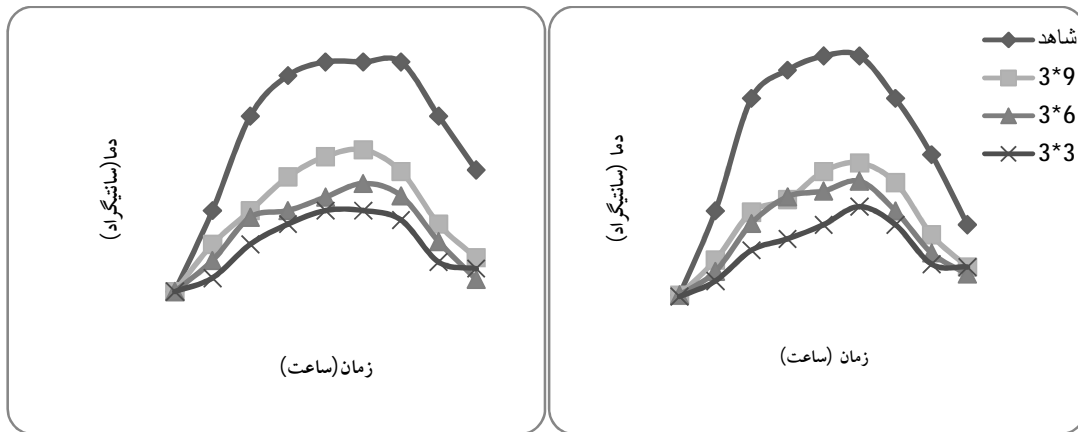 شاهد
3*9
3*6
3*3
دما (سانتیگراد)
زمان (ساعت)
دما(سانتیگراد)
زمان(ساعت)